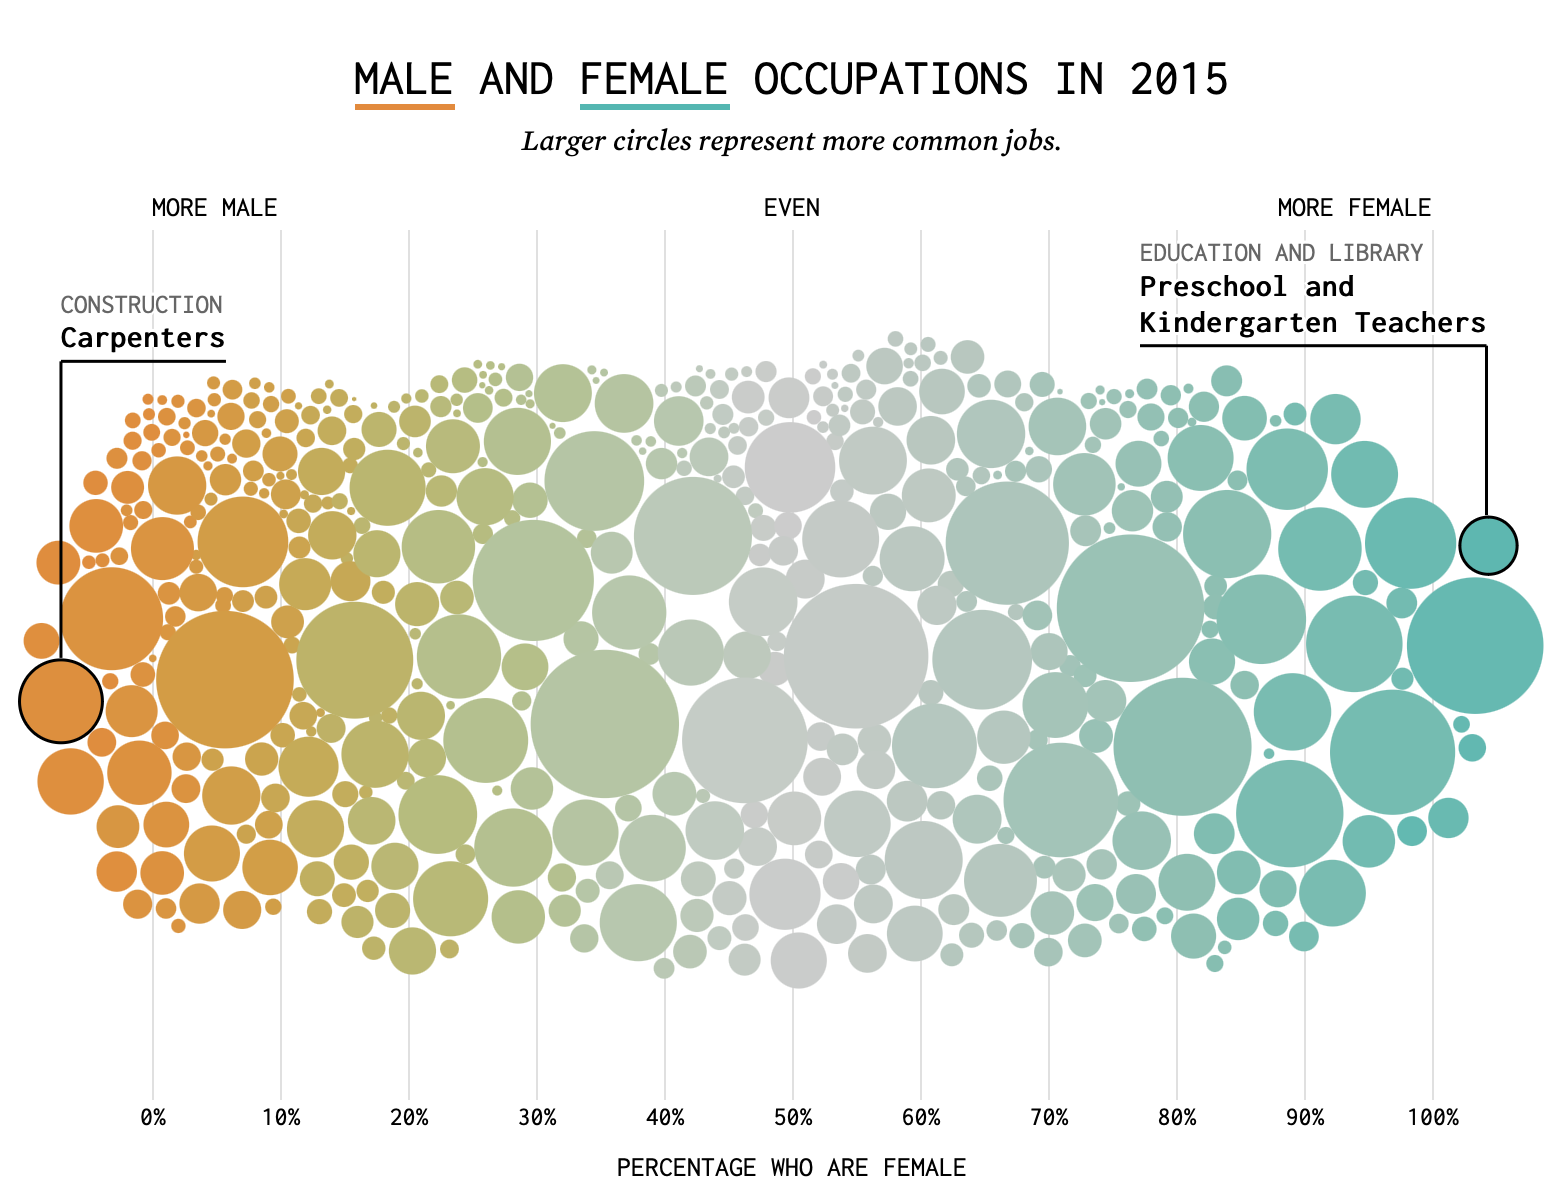 MALE AND FEMALE OCCUPATIONS IN 2015
Larger circles represent more common jobs.
MORE MALE
EVEN
MORE FEMALE
EDUCATION AND LIBRARY
Preschool and
Kindergarten Teachers
CONSTRUCTION
Carpenters
0% 10% 20% 30% 40% 50% 60% 70% 80% 90% 100%
PERCENTAGE WHO ARE FEMALE